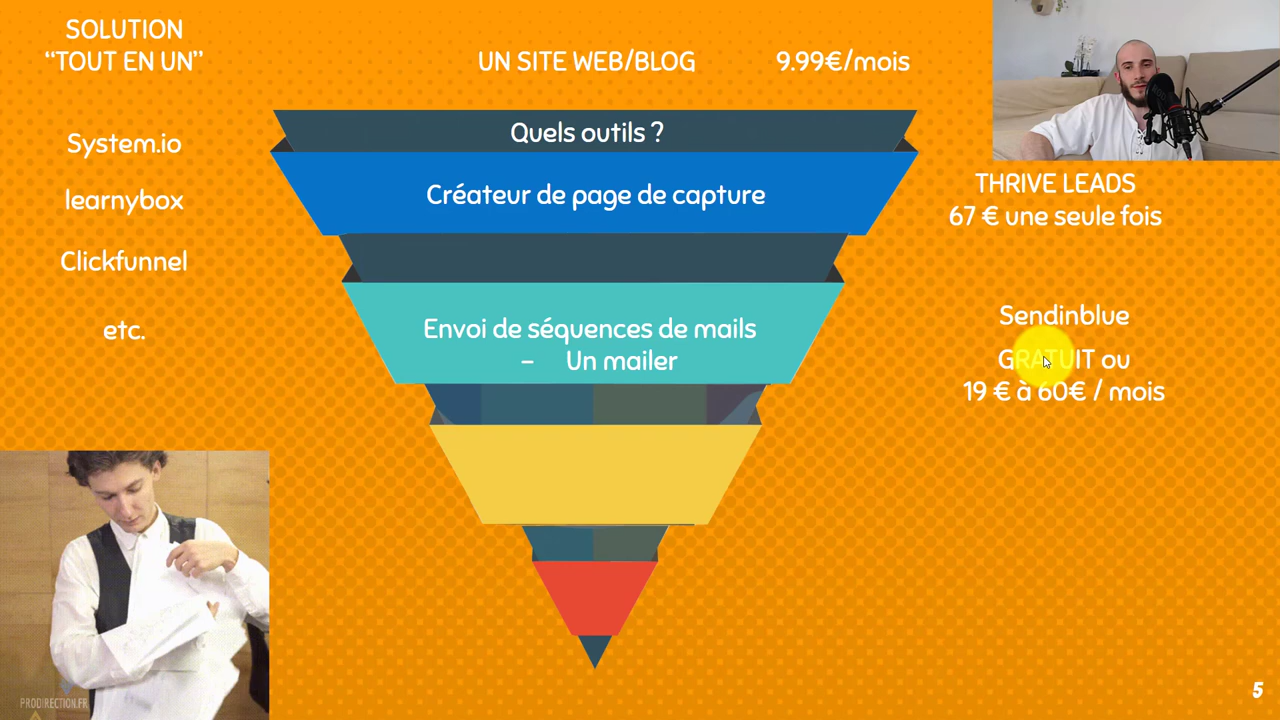 SOLUTION
“TOUT EN UN”
UN SITE WEB/BLOG
9.99€/mois
System.io
learnybox
Clickfunnel
etc.
Quels outils ?
Créateur de page de capture
Envoi de séquences de mails
– Un mailer
THRIVE LEADS
67 € une seule fois
Sendinblue
GRATUIT ou
19 € à 60€ / mois
PRODIRECTION.FR
5